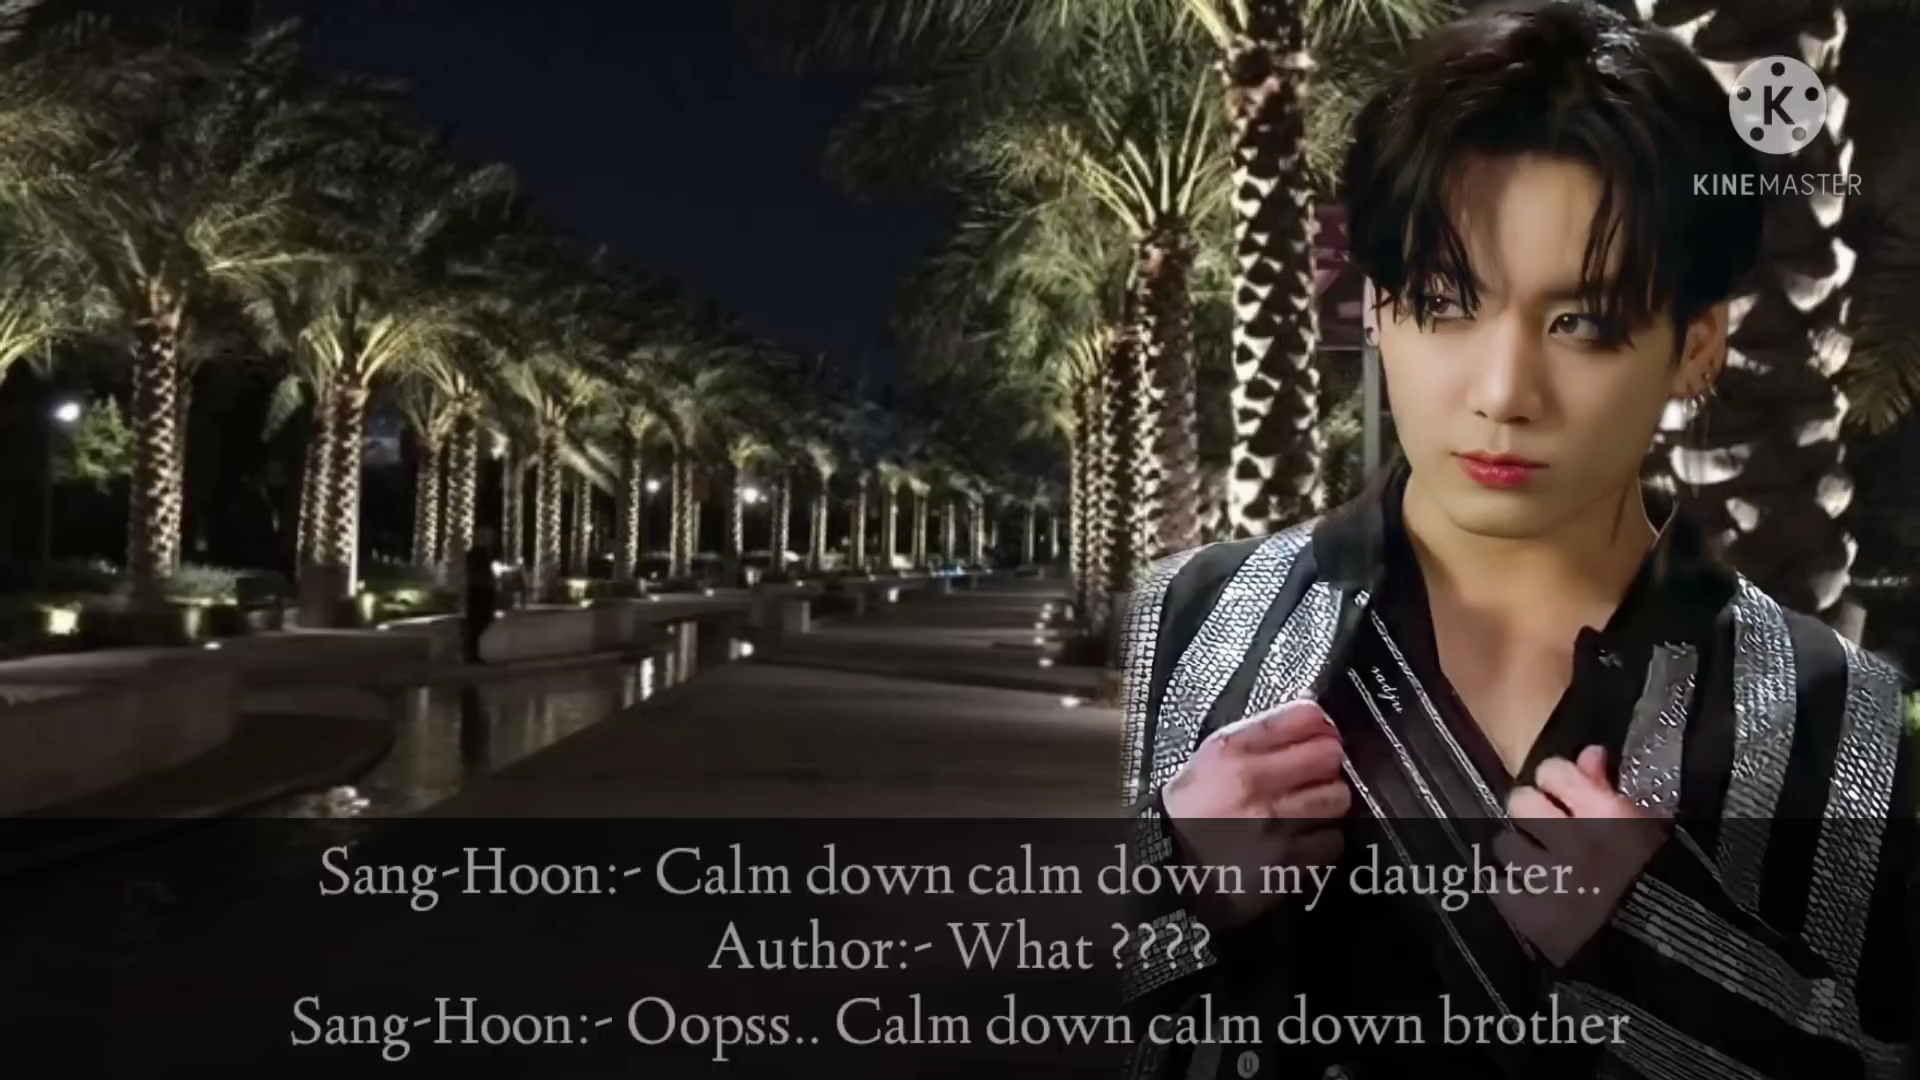 K
KINEMASTER
Sang-Hoon:- Calm down calm down my daughter..
Author:- What ????
Sang-Hoon:- Oopss.. Calm down calm down brother